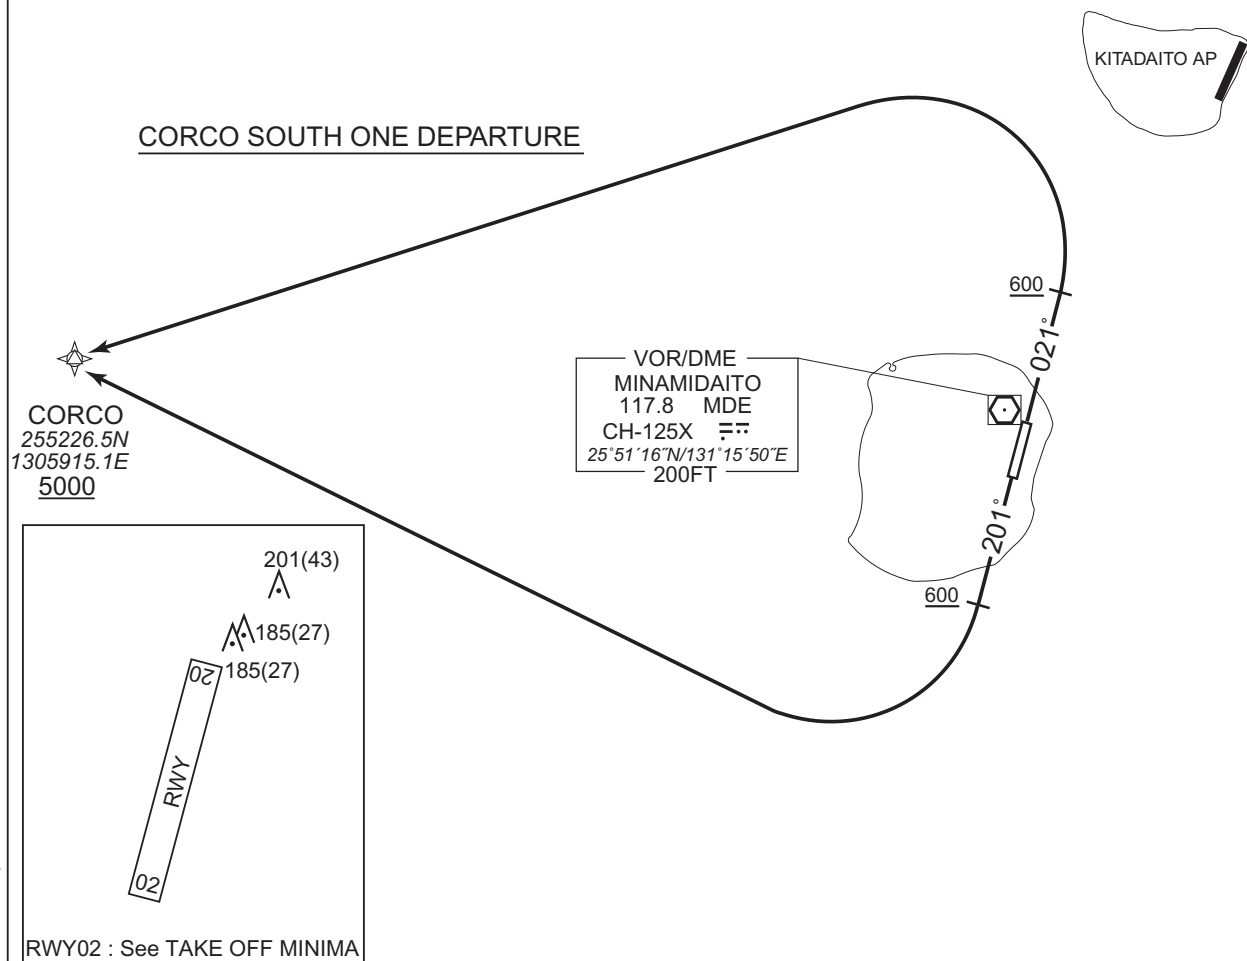 KITADAITO AP
CORCO SOUTH ONE DEPARTURE
600
021°
VOR/DME
MINAMIDAITO
117.8 MDE
CH-125X
25°51´16˝N/131°15´50˝E
200FT
CORCO
255226.5N
1305915.1E
5000
201°
600
201(43)
185(27)
185(27)
20
RWY
02
RWY02 : See TAKE OFF MINIMA